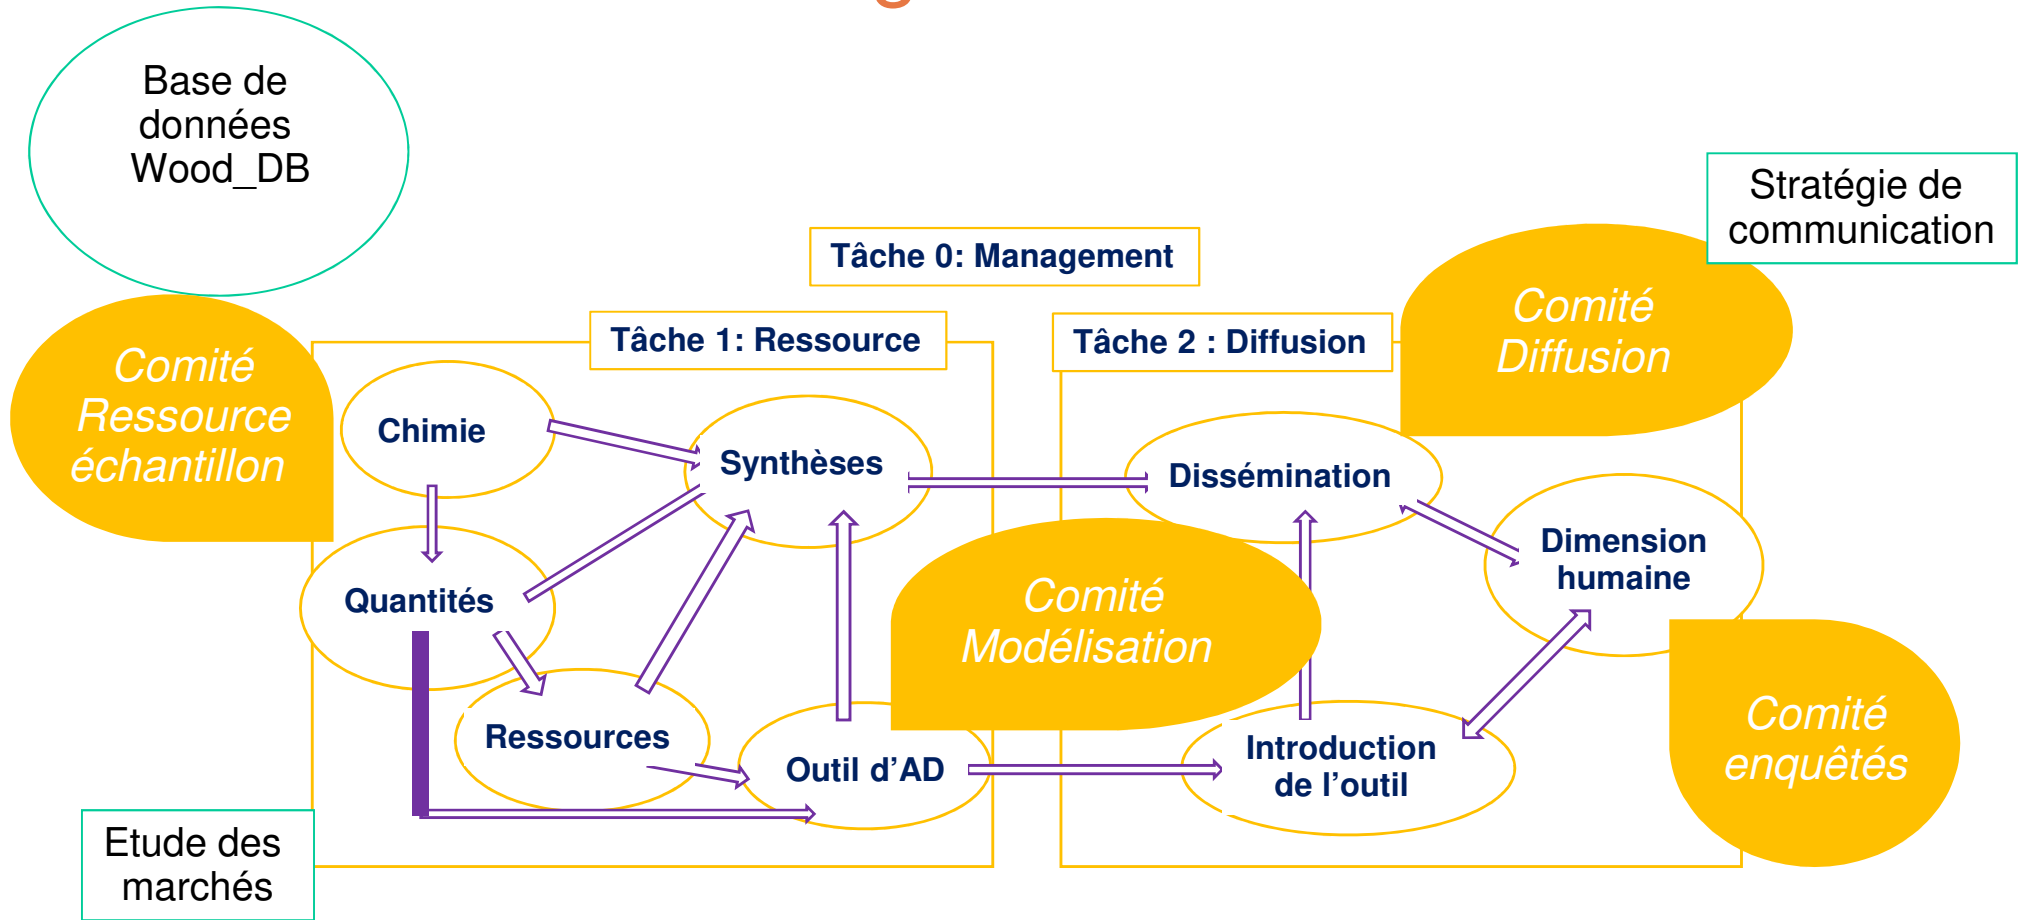 Base de
données
Wood_DB
Stratégie de
communication
Tâche 0: Management
Comité
Diffusion
Tâche 1: Ressource
Tâche 2 : Diffusion
Comité
Ressource
échantillon
Chimie
Synthèses
Dissémination
Dimension
humaine
Quantités
Comité
Modélisation
Ressources
Outil d'AD
Introduction
de l'outil
Comité
enquêtés
Etude des
marchés